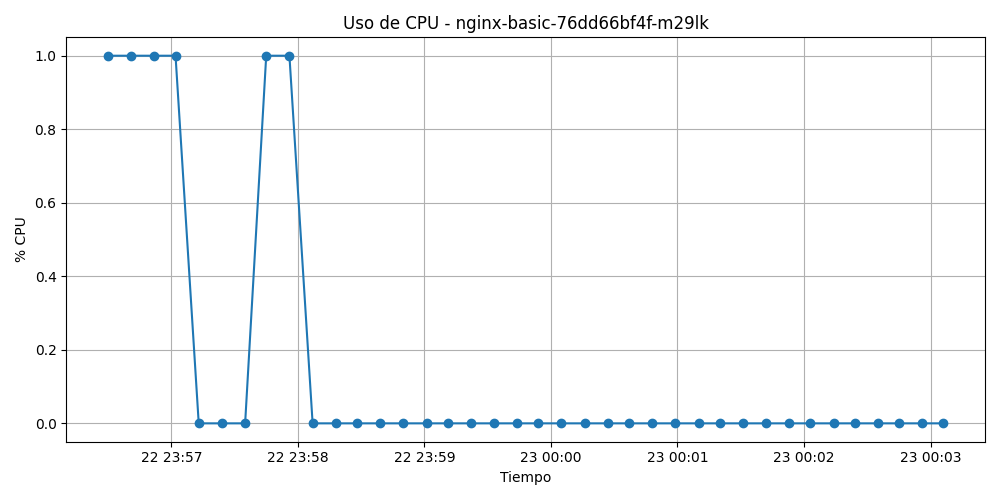 Uso de CPU - nginx-basic-76dd66bf4f-m29lk
% CPU
1.0
0.8
0.6
0.4
0.2
0.0
22 23:57 22 23:58 22 23:59 23 00:00 23 00:01 23 00:02 23 00:03
Tiempo